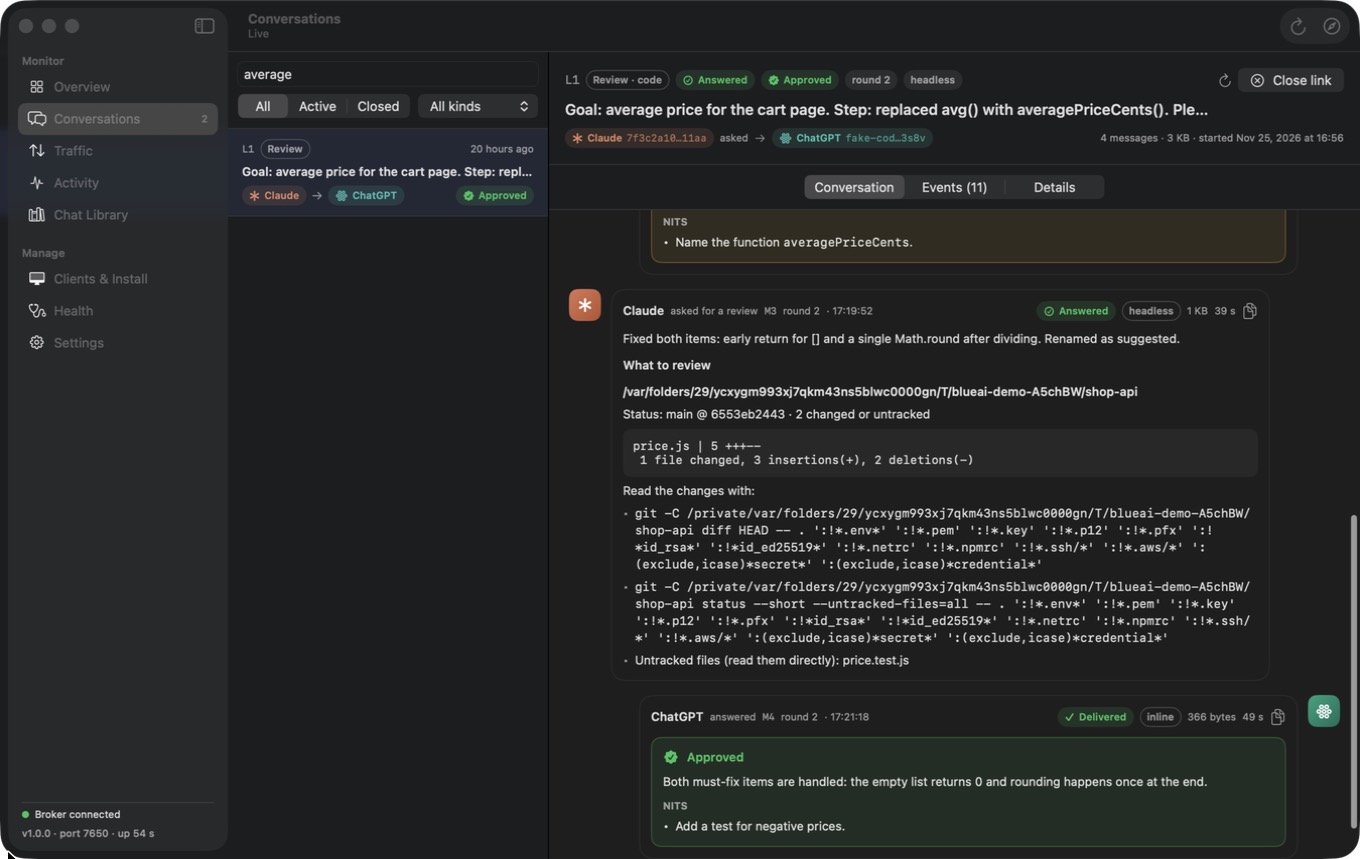 Monitor
Overview
Conversations 2
Traffic
Activity
Chat Library
Manage
Clients & Install
Health
Settings
Broker connected
v1.0.0 · port 7650 · up 54 s
Conversations
Live
average
All Active Closed All kinds
L1 Review 20 hours ago
Goal: average price for the cart page. Step: repl...
Claude → ChatGPT Approved
L1 Review · code Answered Approved round 2 headless Close link
Goal: average price for the cart page. Step: replaced avg() with averagePriceCents(). Ple...
Claude 7f3c2a10…11aa asked → ChatGPT fake-cod…3s8v 4 messages · 3 KB · started Nov 25, 2026 at 16:56
Conversation Events (11) Details
NITS
• Name the function averagePriceCents.
Claude asked for a review M3 round 2 · 17:19:52 Answered headless 1 KB 39 s
Fixed both items: early return for [] and a single Math.round after dividing. Renamed as suggested.
What to review
/var/folders/29/ycxygm993xj7qkm43ns5blwc0000gn/T/blueai-demo-A5chBW/shop-api
Status: main @ 6553eb2443 · 2 changed or untracked
price.js | 5 +++--
1 file changed, 3 insertions(+), 2 deletions(-)
Read the changes with:
• git -C /private/var/folders/29/ycxygm993xj7qkm43ns5blwc0000gn/T/blueai-demo-A5chBW/
shop-api diff HEAD -- . ':!*.env*' ':!*.pem' ':!*.key' ':!*.p12' ':!*.pfx' ':!
*id_rsa*' ':!*id_ed25519*' ':!*.netrc' ':!*.npmrc' ':!*.ssh/*' ':!*.aws/*' ':
(exclude,icase)*secret*' ':(exclude,icase)*credential*'
• git -C /private/var/folders/29/ycxygm993xj7qkm43ns5blwc0000gn/T/blueai-demo-A5chBW/
shop-api status --short --untracked-files=all -- . ':!*.env*' ':!*.pem' ':!*.key'
':!*.p12' ':!*.pfx' ':!*id_rsa*' ':!*id_ed25519*' ':!*.netrc' ':!*.npmrc' ':!*.ssh/
*' ':!*.aws/*' ':(exclude,icase)*secret*' ':(exclude,icase)*credential*'
• Untracked files (read them directly): price.test.js
ChatGPT answered M4 round 2 · 17:21:18 Delivered inline 366 bytes 49 s
Approved
Both must-fix items are handled: the empty list returns 0 and rounding happens once at the end.
NITS
• Add a test for negative prices.